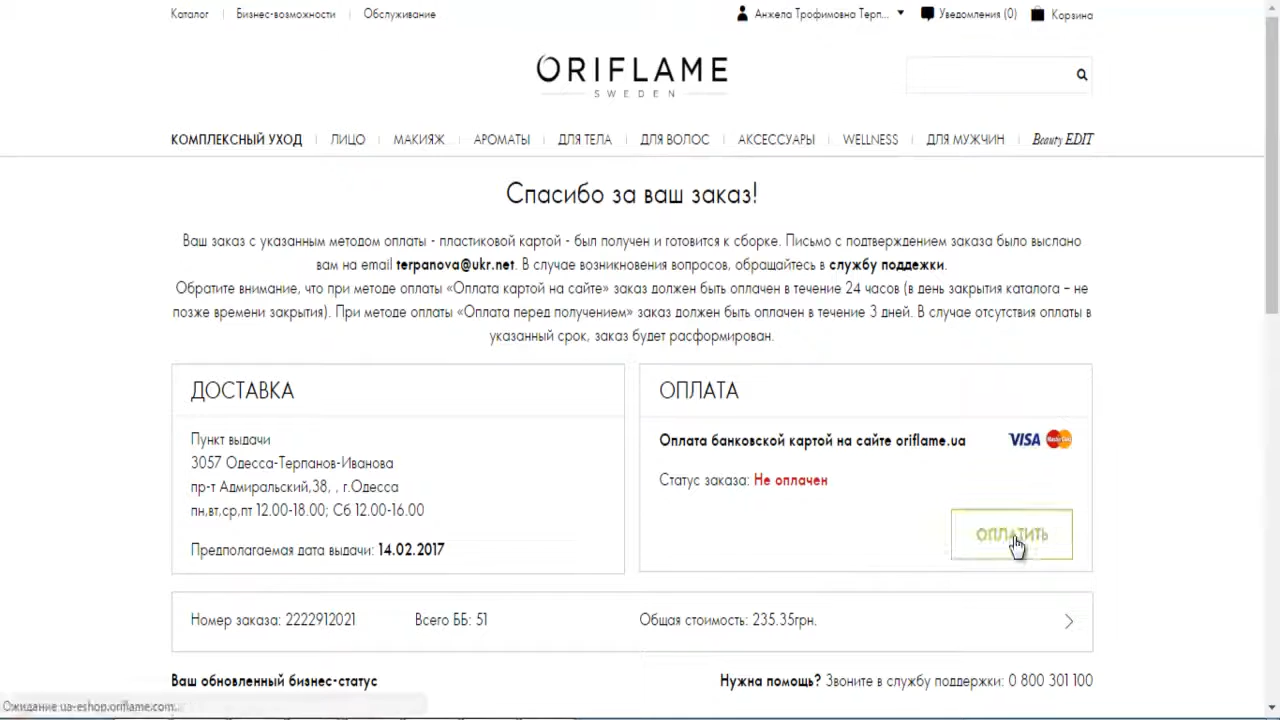 Каталог Бизнес-возможности Обслуживание Анжела Трофимовна Терп... Уведомления (0) Корзина
ORIFLAME
SWEDEN
КОМПЛЕКСНЫЙ УХОД ЛИЦО МАКИЯЖ АРОМАТЫ ДЛЯ ТЕЛА ДЛЯ ВОЛОС АКСЕССУАРЫ WELLNESS ДЛЯ МУЖЧИН Beauty EDIT
Спасибо за ваш заказ!
Ваш заказ с указанным методом оплаты - пластиковой картой - был получен и готовится к сборке. Письмо с подтверждением заказа было выслано
вам на email terpanova@ukr.net. В случае возникновения вопросов, обращайтесь в службу поддежки.
Обратите внимание, что при методе оплаты «Оплата картой на сайте» заказ должен быть оплачен в течение 24 часов (в день закрытия каталога – не
позже времени закрытия). При методе оплаты «Оплата перед получением» заказ должен быть оплачен в течение 3 дней. В случае отсутствия оплаты в
указанный срок, заказ будет расформирован.
ДОСТАВКА
Пункт выдачи
3057 Одесса-Терпанов-Иванова
пр-т Адмиральский,38, , г.Одесса
пн,вт,ср,пт 12.00-18.00; Сб 12.00-16.00
Предполагаемая дата выдачи: 14.02.2017
ОПЛАТА
Оплата банковской картой на сайте oriflame.ua VISA MasterCard
Статус заказа: Не оплачен
ОПЛАТИТЬ
Номер заказа: 2222912021 Всего ББ: 51 Общая стоимость: 235.35грн.
Ваш обновленный бизнес-статус Нужна помощь? Звоните в службу поддержки: 0 800 301 100
Ожидание ua-eshop.oriflame.com...